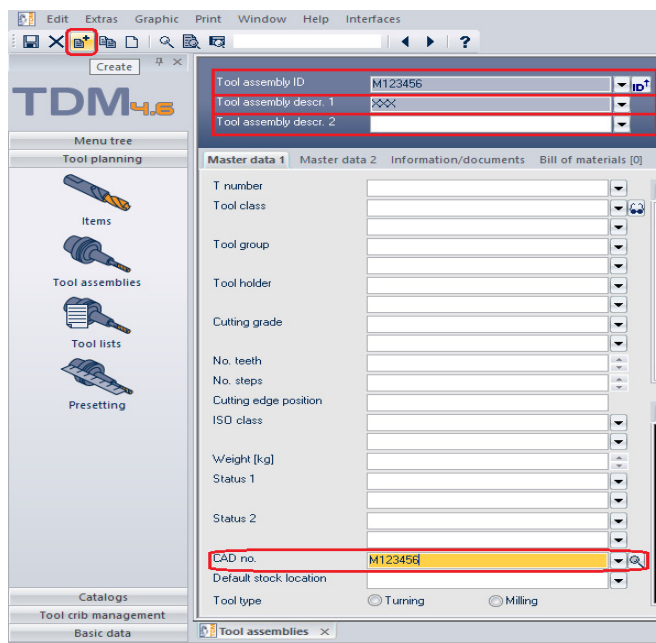 Edit Extras Graphic Print Window Help Interfaces
Create
TDM4.6
Menu tree
Tool planning
Items
Tool assemblies
Tool lists
Presetting
Catalogs
Tool crib management
Basic data
Tool assembly ID M123456 ID
Tool assembly descr. 1 XXX
Tool assembly descr. 2
Master data 1 Master data 2 Information/documents Bill of materials [0]
T number
Tool class
Tool group
Tool holder
Cutting grade
No. teeth
No. steps
Cutting edge position
ISO class
Weight [kg]
Status 1
Status 2
CAD no. M123456
Default stock location
Tool type Turning Milling
Tool assemblies